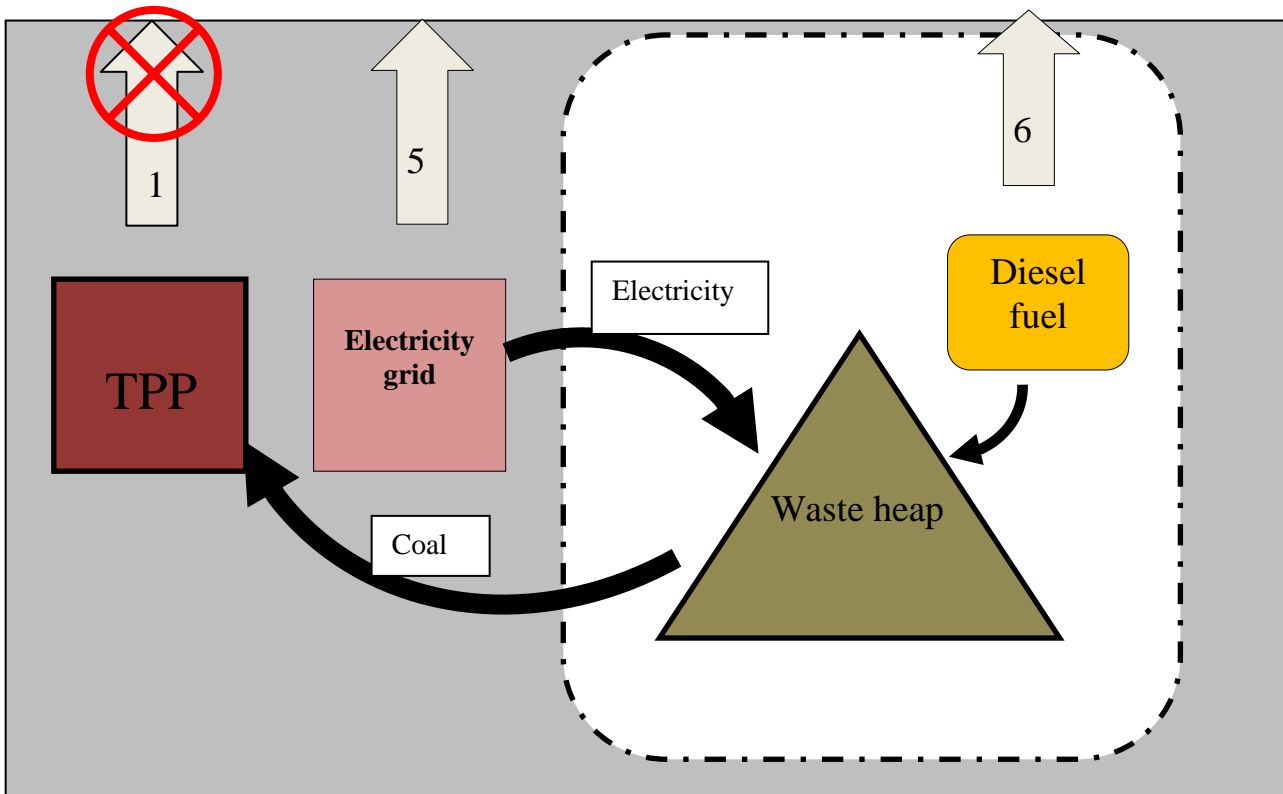 1
5
6
TPP
Electricity
grid
Electricity
Diesel
fuel
Coal
Waste heap